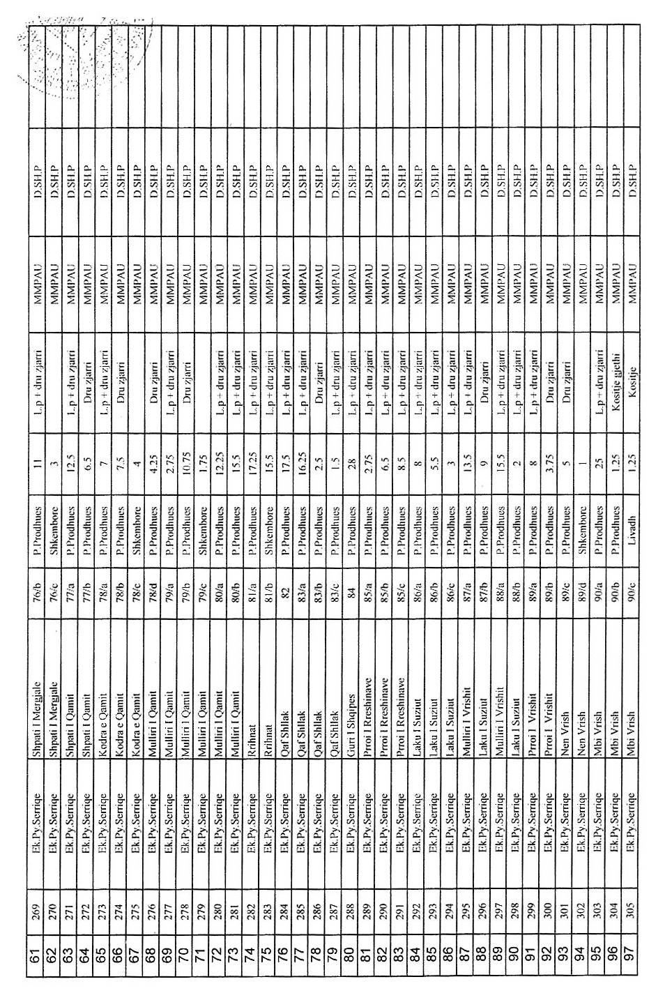 61 269 Ek.Py.Serriqe Shpati I Mergjale 76/b P.Prodhues 11 L.p + dru zjarri MMPAU D.SH.P
62 270 Ek.Py.Serriqe Shpati I Mergjale 76/c Shkembore 3 MMPAU D.SH.P
63 271 Ek.Py.Serriqe Shpati I Qamit 77/a P.Prodhues 12.5 L.p + dru zjarri MMPAU D.SH.P
64 272 Ek.Py.Serriqe Shpati I Qamit 77/b P.Prodhues 6.5 Dru zjarri MMPAU D.SH.P
65 273 Ek.Py.Serriqe Kodra e Qamit 78/a P.Prodhues 7 L.p + dru zjarri MMPAU D.SH.P
66 274 Ek.Py.Serriqe Kodra e Qamit 78/b P.Prodhues 7.5 Dru zjarri MMPAU D.SH.P
67 275 Ek.Py.Serriqe Kodra e Qamit 78/c Shkembore 4 MMPAU D.SH.P
68 276 Ek.Py.Serriqe Mulliri I Qamit 78/d P.Prodhues 4.25 Dru zjarri MMPAU D.SH.P
69 277 Ek.Py.Serriqe Mulliri I Qamit 79/a P.Prodhues 2.75 L.p + dru zjarri MMPAU D.SH.P
70 278 Ek.Py.Serriqe Mulliri I Qamit 79/b P.Prodhues 10.75 Dru zjarri MMPAU D.SH.P
71 279 Ek.Py.Serriqe Mulliri I Qamit 79/c Shkembore 1.75 MMPAU D.SH.P
72 280 Ek.Py.Serriqe Mulliri I Qamit 80/a P.Prodhues 12.25 L.p + dru zjarri MMPAU D.SH.P
73 281 Ek.Py.Serriqe Mulliri I Qamit 80/b P.Prodhues 15.5 L.p + dru zjarri MMPAU D.SH.P
74 282 Ek.Py.Serriqe Rrihnat 81/a P.Prodhues 17.25 L.p + dru zjarri MMPAU D.SH.P
75 283 Ek.Py.Serriqe Rrihnat 81/b Shkembore 15.5 L.p + dru zjarri MMPAU D.SH.P
76 284 Ek.Py.Serriqe Qaf Shllak 82 P.Prodhues 17.5 L.p + dru zjarri MMPAU D.SH.P
77 285 Ek.Py.Serriqe Qaf Shllak 83/a P.Prodhues 16.25 L.p + dru zjarri MMPAU D.SH.P
78 286 Ek.Py.Serriqe Qaf Shllak 83/b P.Prodhues 2.5 Dru zjarri MMPAU D.SH.P
79 287 Ek.Py.Serriqe Qaf Shllak 83/c P.Prodhues 1.5 L.p + dru zjarri MMPAU D.SH.P
80 288 Ek.Py.Serriqe Guri I Shqipes 84 P.Prodhues 28 L.p + dru zjarri MMPAU D.SH.P
81 289 Ek.Py.Serriqe Prroi I Rreshinave 85/a P.Prodhues 2.75 L.p + dru zjarri MMPAU D.SH.P
82 290 Ek.Py.Serriqe Prroi I Rreshinave 85/b P.Prodhues 6.5 L.p + dru zjarri MMPAU D.SH.P
83 291 Ek.Py.Serriqe Prroi I Rreshinave 85/c P.Prodhues 8.5 L.p + dru zjarri MMPAU D.SH.P
84 292 Ek.Py.Serriqe Laku I Suziut 86/a P.Prodhues 8 L.p + dru zjarri MMPAU D.SH.P
85 293 Ek.Py.Serriqe Laku I Suziut 86/b P.Prodhues 5.5 L.p + dru zjarri MMPAU D.SH.P
86 294 Ek.Py.Serriqe Laku I Suziut 86/c P.Prodhues 3 L.p + dru zjarri MMPAU D.SH.P
87 295 Ek.Py.Serriqe Mulliri I Vrishit 87/a P.Prodhues 13.5 L.p + dru zjarri MMPAU D.SH.P
88 296 Ek.Py.Serriqe Laku I Suziut 87/b P.Prodhues 9 Dru zjarri MMPAU D.SH.P
89 297 Ek.Py.Serriqe Mulliri I Vrishit 88/a P.Prodhues 15.5 L.p + dru zjarri MMPAU D.SH.P
90 298 Ek.Py.Serriqe Laku I Suziut 88/b P.Prodhues 2 L.p + dru zjarri MMPAU D.SH.P
91 299 Ek.Py.Serriqe Prroi I Vrishit 89/a P.Prodhues 8 L.p + dru zjarri MMPAU D.SH.P
92 300 Ek.Py.Serriqe Prroi I Vrishit 89/b P.Prodhues 3.75 Dru zjarri MMPAU D.SH.P
93 301 Ek.Py.Serriqe Nen Vrish 89/c P.Prodhues 5 Dru zjarri MMPAU D.SH.P
94 302 Ek.Py.Serriqe Nen Vrish 89/d Shkembore 1 MMPAU D.SH.P
95 303 Ek.Py.Serriqe Mbi Vrish 90/a P.Prodhues 25 L.p + dru zjarri MMPAU D.SH.P
96 304 Ek.Py.Serriqe Mbi Vrish 90/b P.Prodhues 1.25 Kositje gjethi MMPAU D.SH.P
97 305 Ek.Py.Serriqe Mbi Vrish 90/c Livadh 1.25 Kositje MMPAU D.SH.P